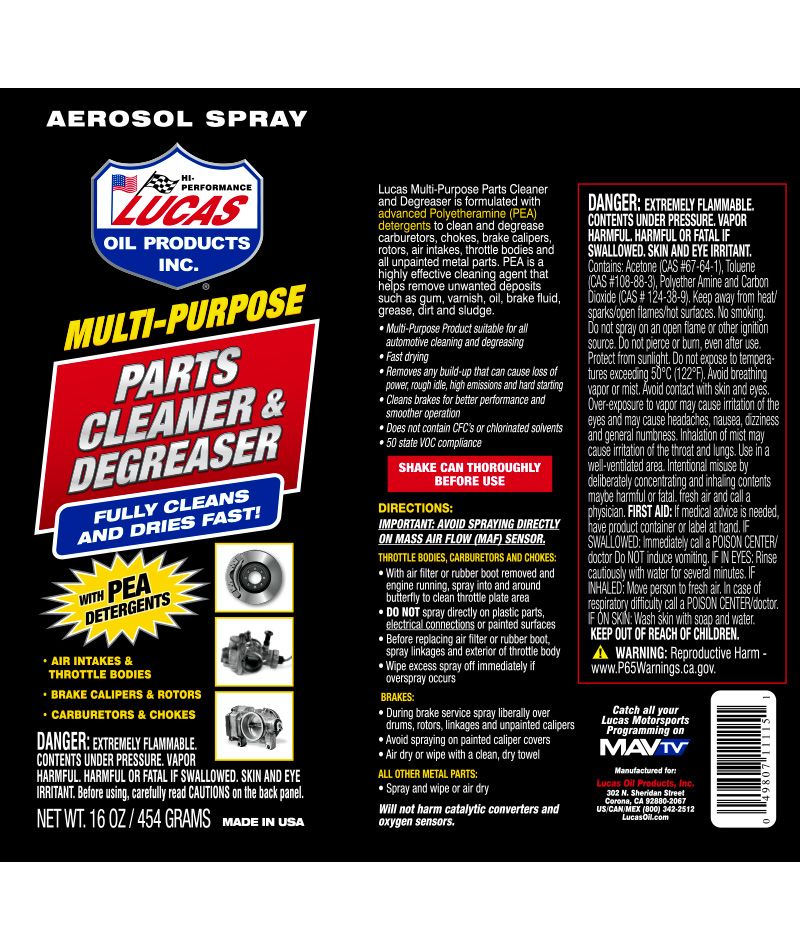 AEROSOL SPRAY
HI-
PERFORMANCE
LUCAS
OIL PRODUCTS
INC.
®
MULTI-PURPOSE
PARTS
CLEANER &
DEGREASER
FULLY CLEANS
AND DRIES FAST!
WITH PEA
DETERGENTS
• AIR INTAKES &
THROTTLE BODIES
• BRAKE CALIPERS & ROTORS
• CARBURETORS & CHOKES
DANGER: EXTREMELY FLAMMABLE.
CONTENTS UNDER PRESSURE. VAPOR
HARMFUL. HARMFUL OR FATAL IF SWALLOWED. SKIN AND EYE
IRRITANT. Before using, carefully read CAUTIONS on the back panel.
NET WT. 16 OZ / 454 GRAMS MADE IN USA
Lucas Multi-Purpose Parts Cleaner
and Degreaser is formulated with
advanced Polyetheramine (PEA)
detergents to clean and degrease
carburetors, chokes, brake calipers,
rotors, air intakes, throttle bodies and
all unpainted metal parts. PEA is a
highly effective cleaning agent that
helps remove unwanted deposits
such as gum, varnish, oil, brake fluid,
grease, dirt and sludge.
• Multi-Purpose Product suitable for all
automotive cleaning and degreasing
• Fast drying
• Removes any build-up that can cause loss of
power, rough idle, high emissions and hard starting
• Cleans brakes for better performance and
smoother operation
• Does not contain CFC's or chlorinated solvents
• 50 state VOC compliance
SHAKE CAN THOROUGHLY
BEFORE USE
DIRECTIONS:
IMPORTANT: AVOID SPRAYING DIRECTLY
ON MASS AIR FLOW (MAF) SENSOR.
THROTTLE BODIES, CARBURETORS AND CHOKES:
• With air filter or rubber boot removed and
engine running, spray into and around
butterfly to clean throttle plate area
• DO NOT spray directly on plastic parts,
electrical connections or painted surfaces
• Before replacing air filter or rubber boot,
spray linkages and exterior of throttle body
• Wipe excess spray off immediately if
overspray occurs
BRAKES:
• During brake service spray liberally over
drums, rotors, linkages and unpainted calipers
• Avoid spraying on painted caliper covers
• Air dry or wipe with a clean, dry towel
ALL OTHER METAL PARTS:
• Spray and wipe or air dry
Will not harm catalytic converters and
oxygen sensors.
DANGER: EXTREMELY FLAMMABLE.
CONTENTS UNDER PRESSURE. VAPOR
HARMFUL. HARMFUL OR FATAL IF
SWALLOWED. SKIN AND EYE IRRITANT.
Contains: Acetone (CAS #67-64-1), Toluene
(CAS #108-88-3), Polyether Amine and Carbon
Dioxide (CAS # 124-38-9). Keep away from heat/
sparks/open flames/hot surfaces. No smoking.
Do not spray on an open flame or other ignition
source. Do not pierce or burn, even after use.
Protect from sunlight. Do not expose to tempera-
tures exceeding 50°C (122°F). Avoid breathing
vapor or mist. Avoid contact with skin and eyes.
Over-exposure to vapor may cause irritation of the
eyes and may cause headaches, nausea, dizziness
and general numbness. Inhalation of mist may
cause irritation of the throat and lungs. Use in a
well-ventilated area. Intentional misuse by
deliberately concentrating and inhaling contents
maybe harmful or fatal. fresh air and call a
physician. FIRST AID: If medical advice is needed,
have product container or label at hand. IF
SWALLOWED: Immediately call a POISON CENTER/
doctor Do NOT induce vomiting. IF IN EYES: Rinse
cautiously with water for several minutes. IF
INHALED: Move person to fresh air. In case of
respiratory difficulty call a POISON CENTER/doctor.
IF ON SKIN: Wash skin with soap and water.
KEEP OUT OF REACH OF CHILDREN.
WARNING: Reproductive Harm -
www.P65Warnings.ca.gov.
Catch all your
Lucas Motorsports
Programming on
MAVTV
Manufactured for:
Lucas Oil Products, Inc.
302 N. Sheridan Street
Corona, CA 92880-2067
US/CAN/MEX (800) 342-2512
LucasOil.com
0 49807 11115 1